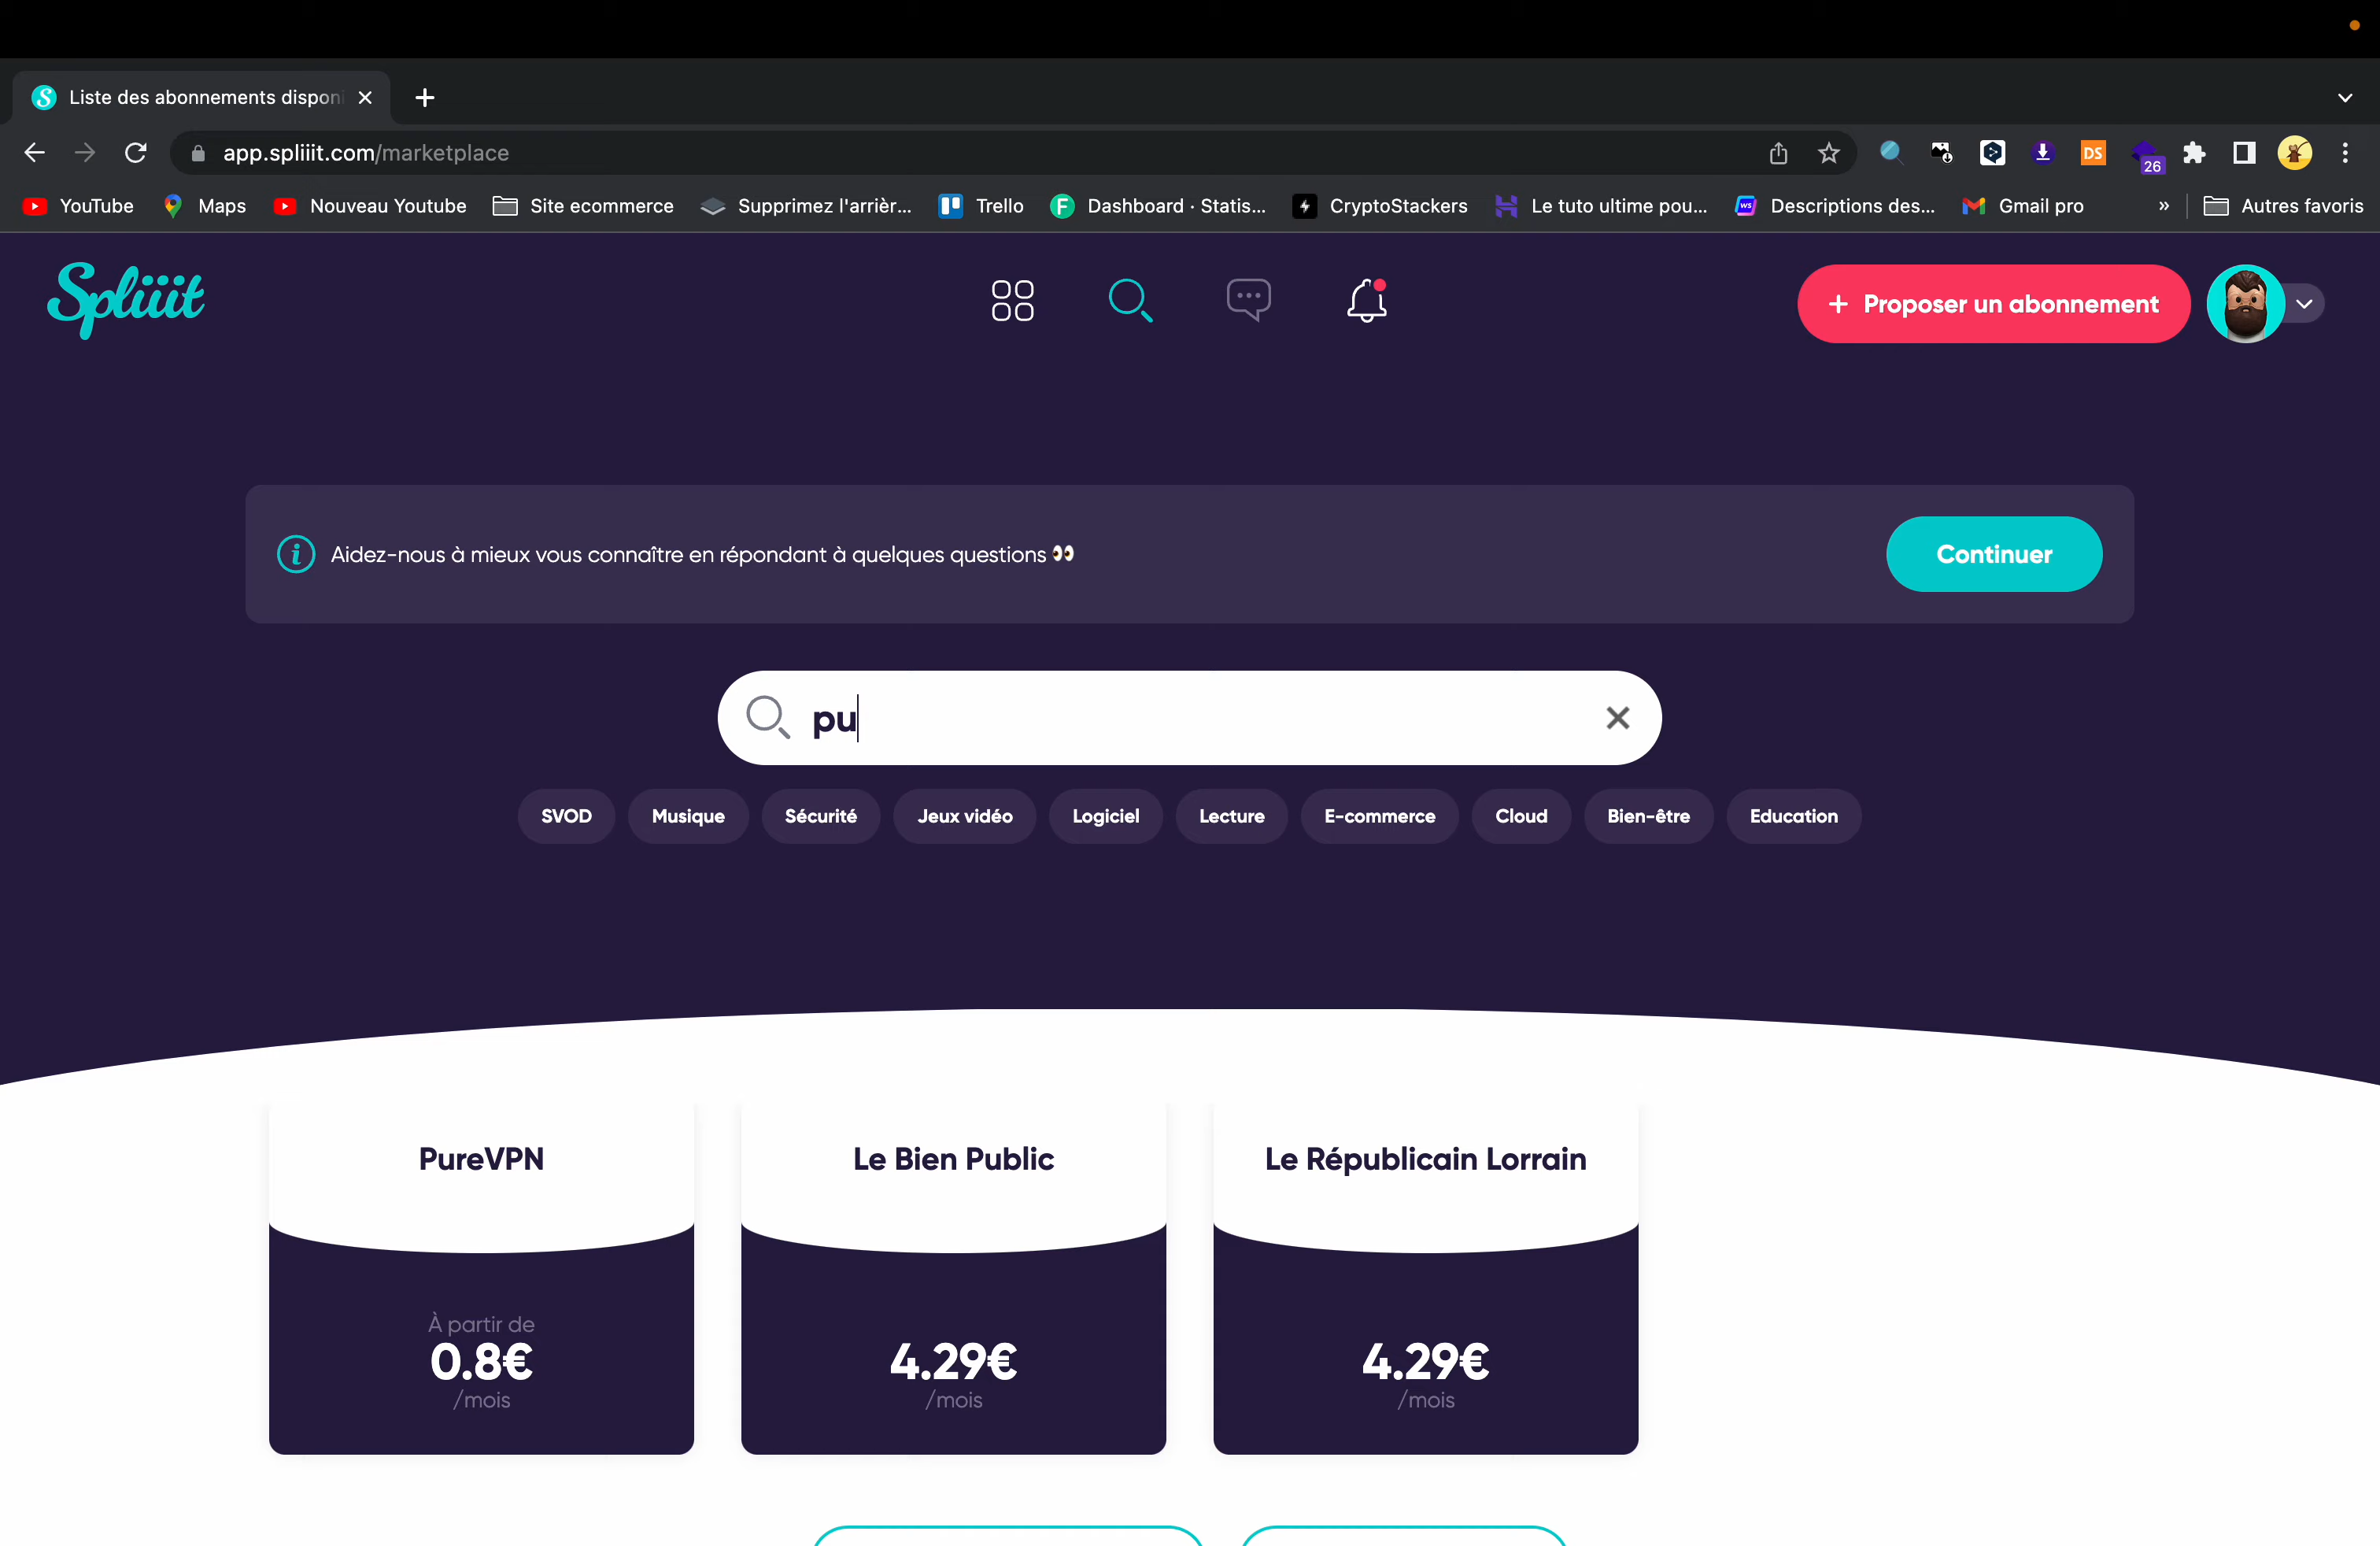 Liste des abonnements disponi
app.spliiit.com/marketplace
DS
26
YouTube
Maps
Nouveau Youtube
Site ecommerce
Supprimez l'arrièr...
Trello
Dashboard · Statis...
CryptoStackers
Le tuto ultime pou...
Descriptions des...
Gmail pro
»
Autres favoris
Spliiit
+ Proposer un abonnement
Aidez-nous à mieux vous connaître en répondant à quelques questions 👀
Continuer
pu
SVOD
Musique
Sécurité
Jeux vidéo
Logiciel
Lecture
E-commerce
Cloud
Bien-être
Education
PureVPN
À partir de
0.8€
/mois
Le Bien Public
4.29€
/mois
Le Républicain Lorrain
4.29€
/mois